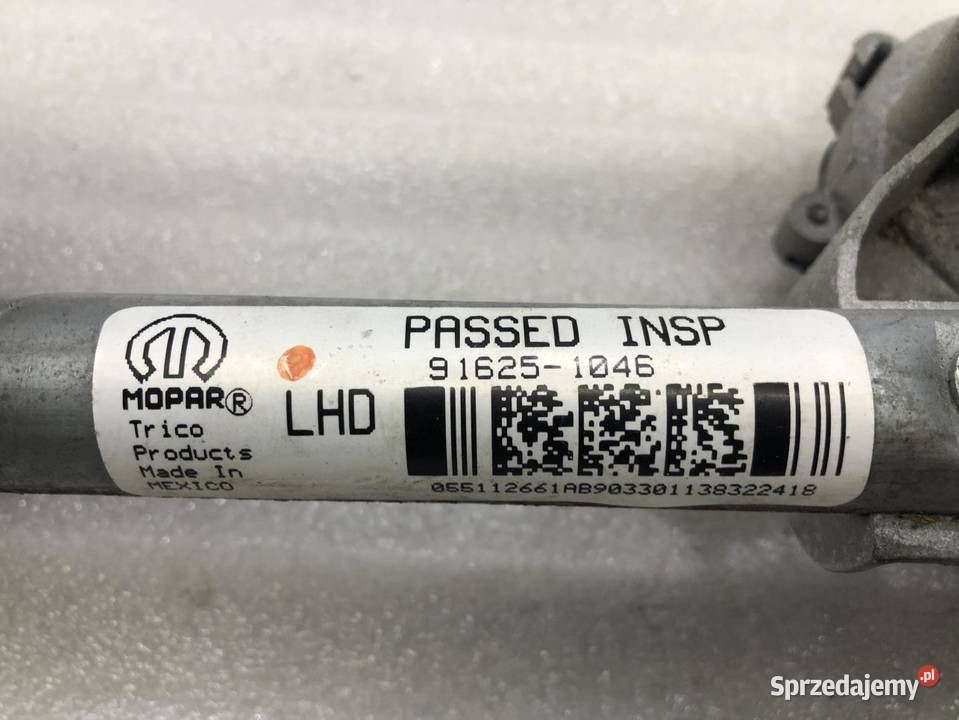 PASSED INSP
91625-1046
MOPAR®
LHD
Trico
Products
Made In
MEXICO
055112661AB903301138322418
Sprzedajemy.pl